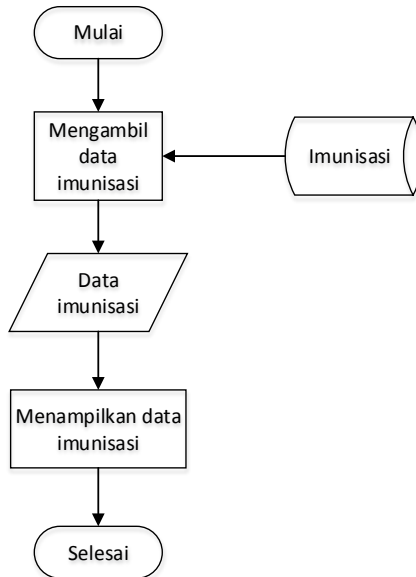 Mulai
Mengambil
data
imunisasi
Imunisasi
Data
imunisasi
Menampilkan data
imunisasi
Selesai